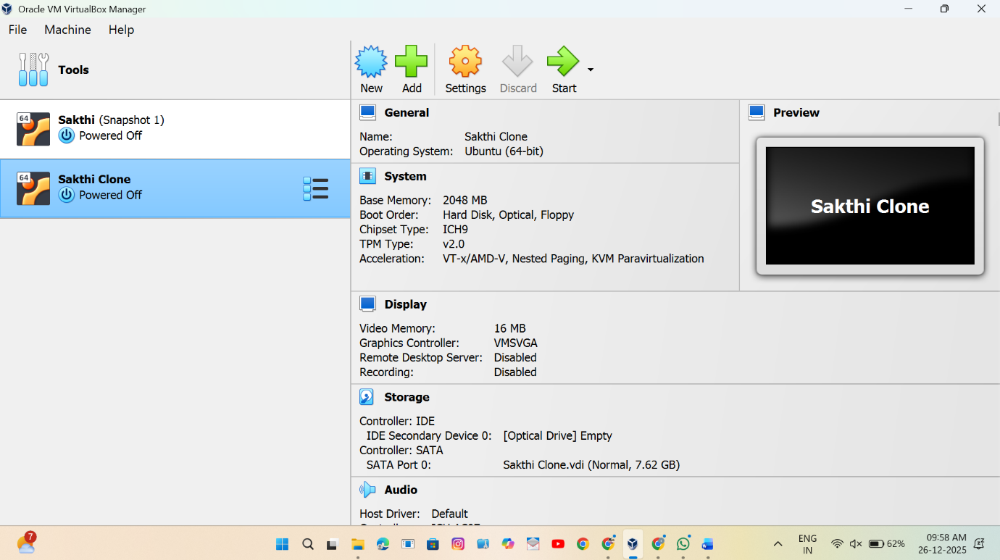 Oracle VM VirtualBox Manager
File Machine Help
Tools
New Add Settings Discard Start
64
Sakthi (Snapshot 1)
Powered Off
64
Sakthi Clone
Powered Off
General
Name: Sakthi Clone
Operating System: Ubuntu (64-bit)
Preview
Sakthi Clone
System
Base Memory: 2048 MB
Boot Order: Hard Disk, Optical, Floppy
Chipset Type: ICH9
TPM Type: v2.0
Acceleration: VT-x/AMD-V, Nested Paging, KVM Paravirtualization
Display
Video Memory: 16 MB
Graphics Controller: VMSVGA
Remote Desktop Server: Disabled
Recording: Disabled
Storage
Controller: IDE
IDE Secondary Device 0: [Optical Drive] Empty
Controller: SATA
SATA Port 0: Sakthi Clone.vdi (Normal, 7.62 GB)
Audio
Host Driver: Default
7
ENG
IN
62%
09:58 AM
26-12-2025